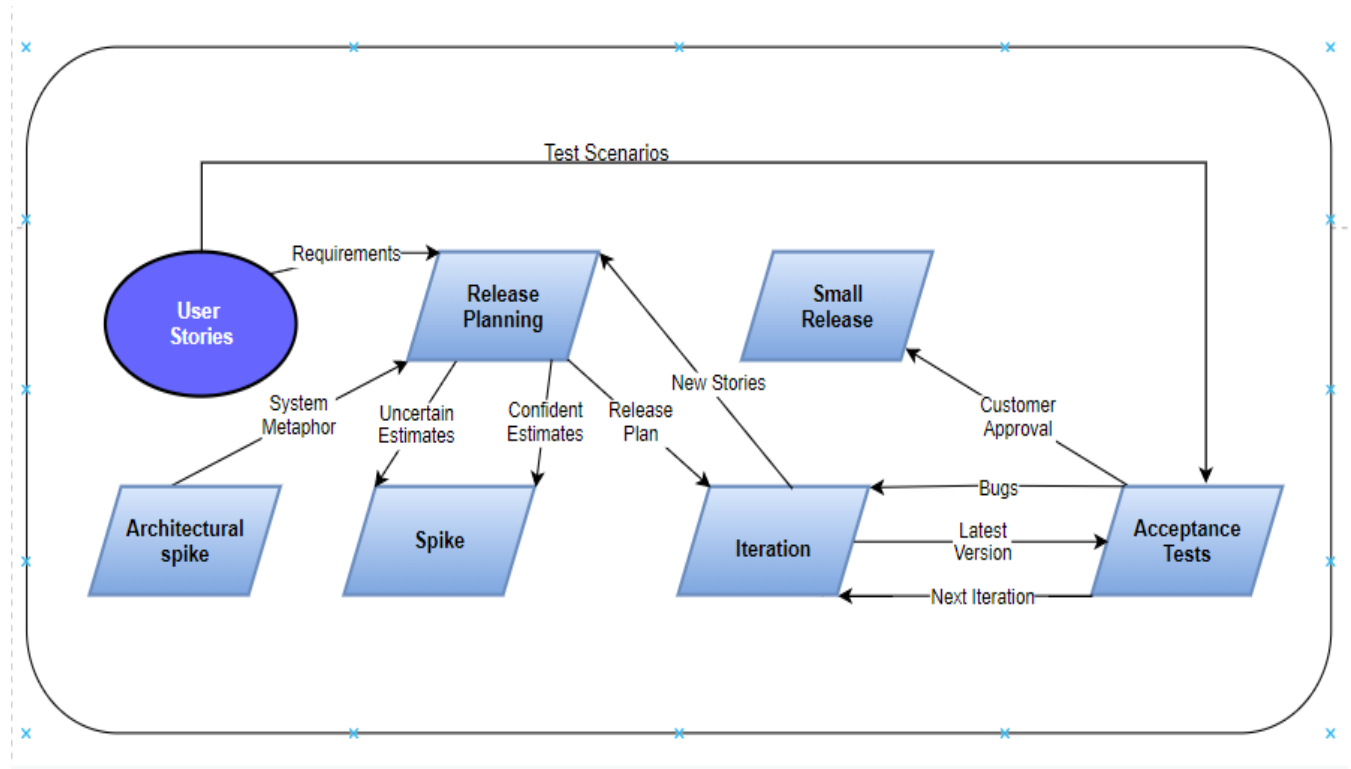 Test Scenarios
Requirements
User
Stories
Release
Planning
Small
Release
New Stories
System
Metaphor
Uncertain
Estimates
Confident
Estimates
Release
Plan
Customer
Approval
Architectural
spike
Spike
Iteration
Bugs
Latest
Version
Next Iteration
Acceptance
Tests